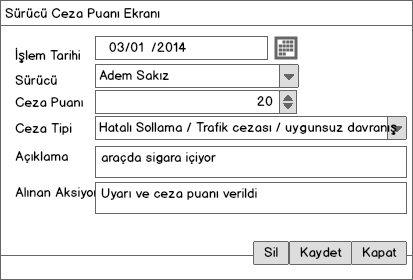 Sürücü Ceza Puanı Ekranı
İşlem Tarihi 03/01 /2014
Sürücü Adem Sakız
Ceza Puanı 20
Ceza Tipi Hatalı Sollama / Trafik cezası / uygunsuz davranış
Açıklama araçda sigara içiyor
Alınan Aksiyon Uyarı ve ceza puanı verildi
Sil Kaydet Kapat